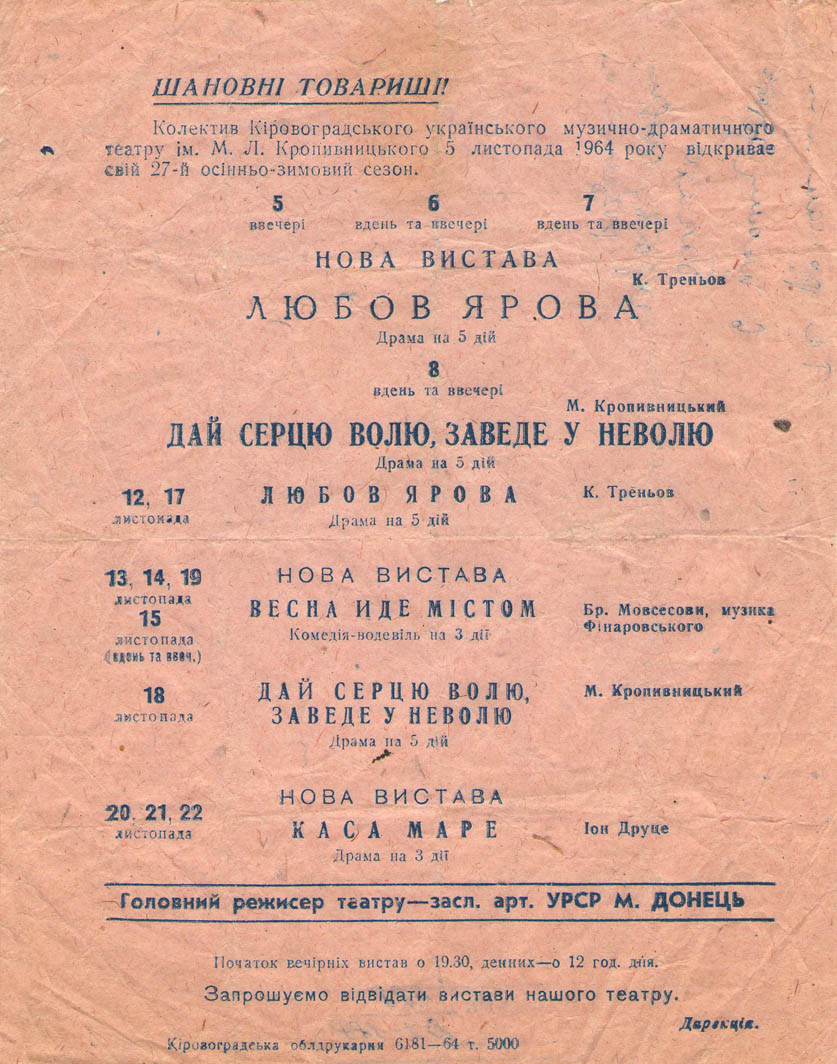 ШАНОВНІ ТОВАРИШІ!
Колектив Кіровоградського українського музично-драматичного
театру ім. М. Л. Кропивницького 5 листопада 1964 року відкриває
свій 27-й осінньо-зимовий сезон.
5 6 7
ввечері вдень та ввечері вдень та ввечері
НОВА ВИСТАВА
К. Треньов
ЛЮБОВ ЯРОВА
Драма на 5 дій
8
вдень та ввечері
М. Кропивницький
ДАЙ СЕРЦЮ ВОЛЮ, ЗАВЕДЕ У НЕВОЛЮ
Драма на 5 дій
12, 17 ЛЮБОВ ЯРОВА К. Треньов
листопада Драма на 5 дій
13, 14, 19 НОВА ВИСТАВА
листопада
15 ВЕСНА ИДЕ МІСТОМ Бр. Мовсесови, музика
листопада Комедія-водевіль на 3 дії Фінаровського
(вдень та ввеч.)
18 ДАЙ СЕРЦЮ ВОЛЮ, М. Кропивницький
листопада ЗАВЕДЕ У НЕВОЛЮ
Драма на 5 дій
НОВА ВИСТАВА
20. 21, 22
листопада КАСА МАРЕ Іон Друце
Драма на 3 дії
Головний режисер театру—засл. арт. УРСР М. ДОНЕЦЬ
Початок вечірніх вистав о 19.30, денних—о 12 год. дня.
Запрошуємо відвідати вистави нашого театру.
Дирекція.
Кіровоградська облдрукарня 6181—64 т. 5000